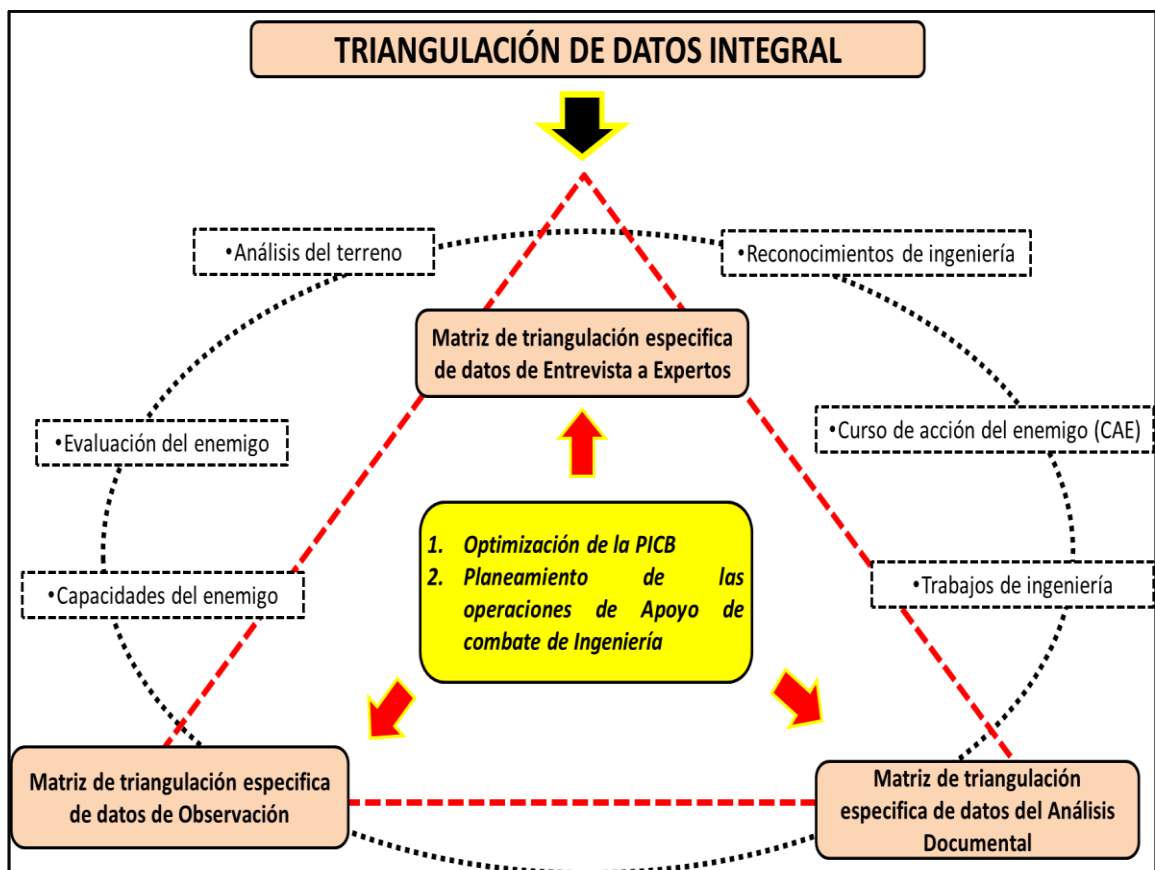 TRIANGULACIÓN DE DATOS INTEGRAL
•Análisis del terreno
•Reconocimientos de ingeniería
Matriz de triangulación especifica
de datos de Entrevista a Expertos
•Evaluación del enemigo
•Curso de acción del enemigo (CAE)
1. Optimización de la PICB
2. Planeamiento de las
operaciones de Apoyo de
combate de Ingeniería
•Capacidades del enemigo
•Trabajos de ingeniería
Matriz de triangulación especifica
de datos de Observación
Matriz de triangulación
especifica de datos del Análisis
Documental